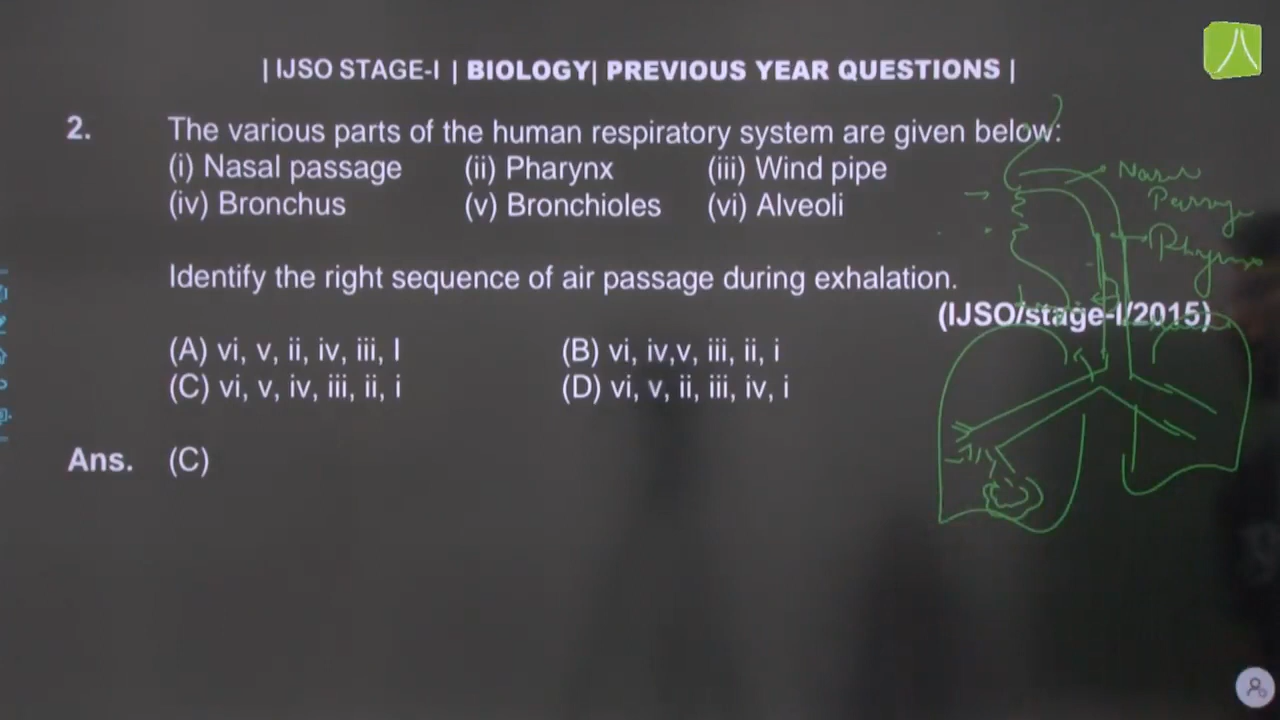 | IJSO STAGE-I | BIOLOGY| PREVIOUS YEAR QUESTIONS |
2. The various parts of the human respiratory system are given below:
(i) Nasal passage (ii) Pharynx (iii) Wind pipe
(iv) Bronchus (v) Bronchioles (vi) Alveoli
Identify the right sequence of air passage during exhalation.
(IJSO/stage-I/2015)
(A) vi, v, ii, iv, iii, I (B) vi, iv,v, iii, ii, i
(C) vi, v, iv, iii, ii, i (D) vi, v, ii, iii, iv, i
Ans. (C)
Nasal
Passage
Pharynx